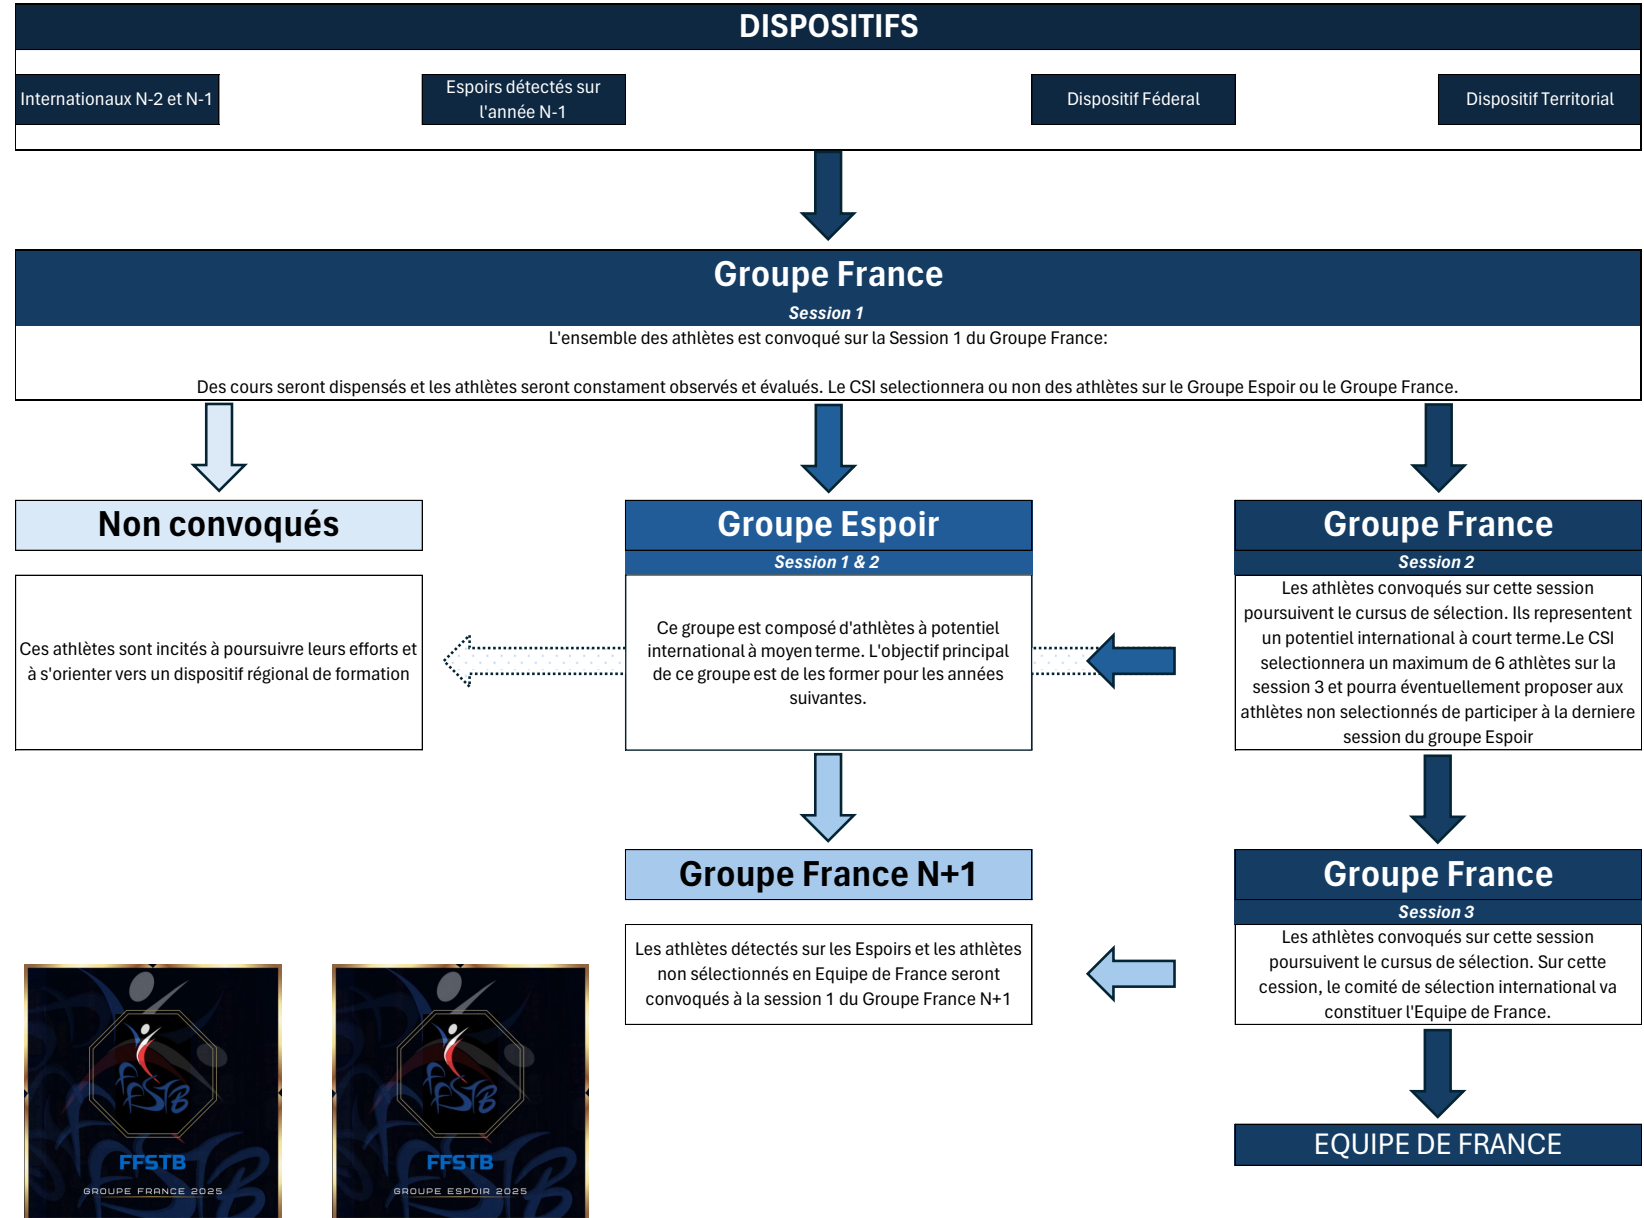 DISPOSITIFS
Internationaux N-2 et N-1
Espoirs détectés sur
l'année N-1
Dispositif Féderal
Dispositif Territorial
Groupe France
Session 1
L'ensemble des athlètes est convoqué sur la Session 1 du Groupe France:
Des cours seront dispensés et les athlètes seront constament observés et évalués. Le CSI selectionnera ou non des athlètes sur le Groupe Espoir ou le Groupe France.
Non convoqués
Ces athlètes sont incités à poursuivre leurs efforts et
à s'orienter vers un dispositif régional de formation
Groupe Espoir
Session 1 & 2
Ce groupe est composé d'athlètes à potentiel
international à moyen terme. L'objectif principal
de ce groupe est de les former pour les années
suivantes.
Groupe France
Session 2
Les athlètes convoqués sur cette session
poursuivent le cursus de sélection. Ils representent
un potentiel international à court terme.Le CSI
selectionnera un maximum de 6 athlètes sur la
session 3 et pourra éventuellement proposer aux
athlètes non selectionnés de participer à la derniere
session du groupe Espoir
Groupe France N+1
Les athlètes détectés sur les Espoirs et les athlètes
non sélectionnés en Equipe de France seront
convoqués à la session 1 du Groupe France N+1
Groupe France
Session 3
Les athlètes convoqués sur cette session
poursuivent le cursus de sélection. Sur cette
cession, le comité de sélection international va
constituer l'Equipe de France.
EQUIPE DE FRANCE
FFSTB
FFSTB
GROUPE FRANCE 2025
FFSTB
FFSTB
GROUPE ESPOIR 2025